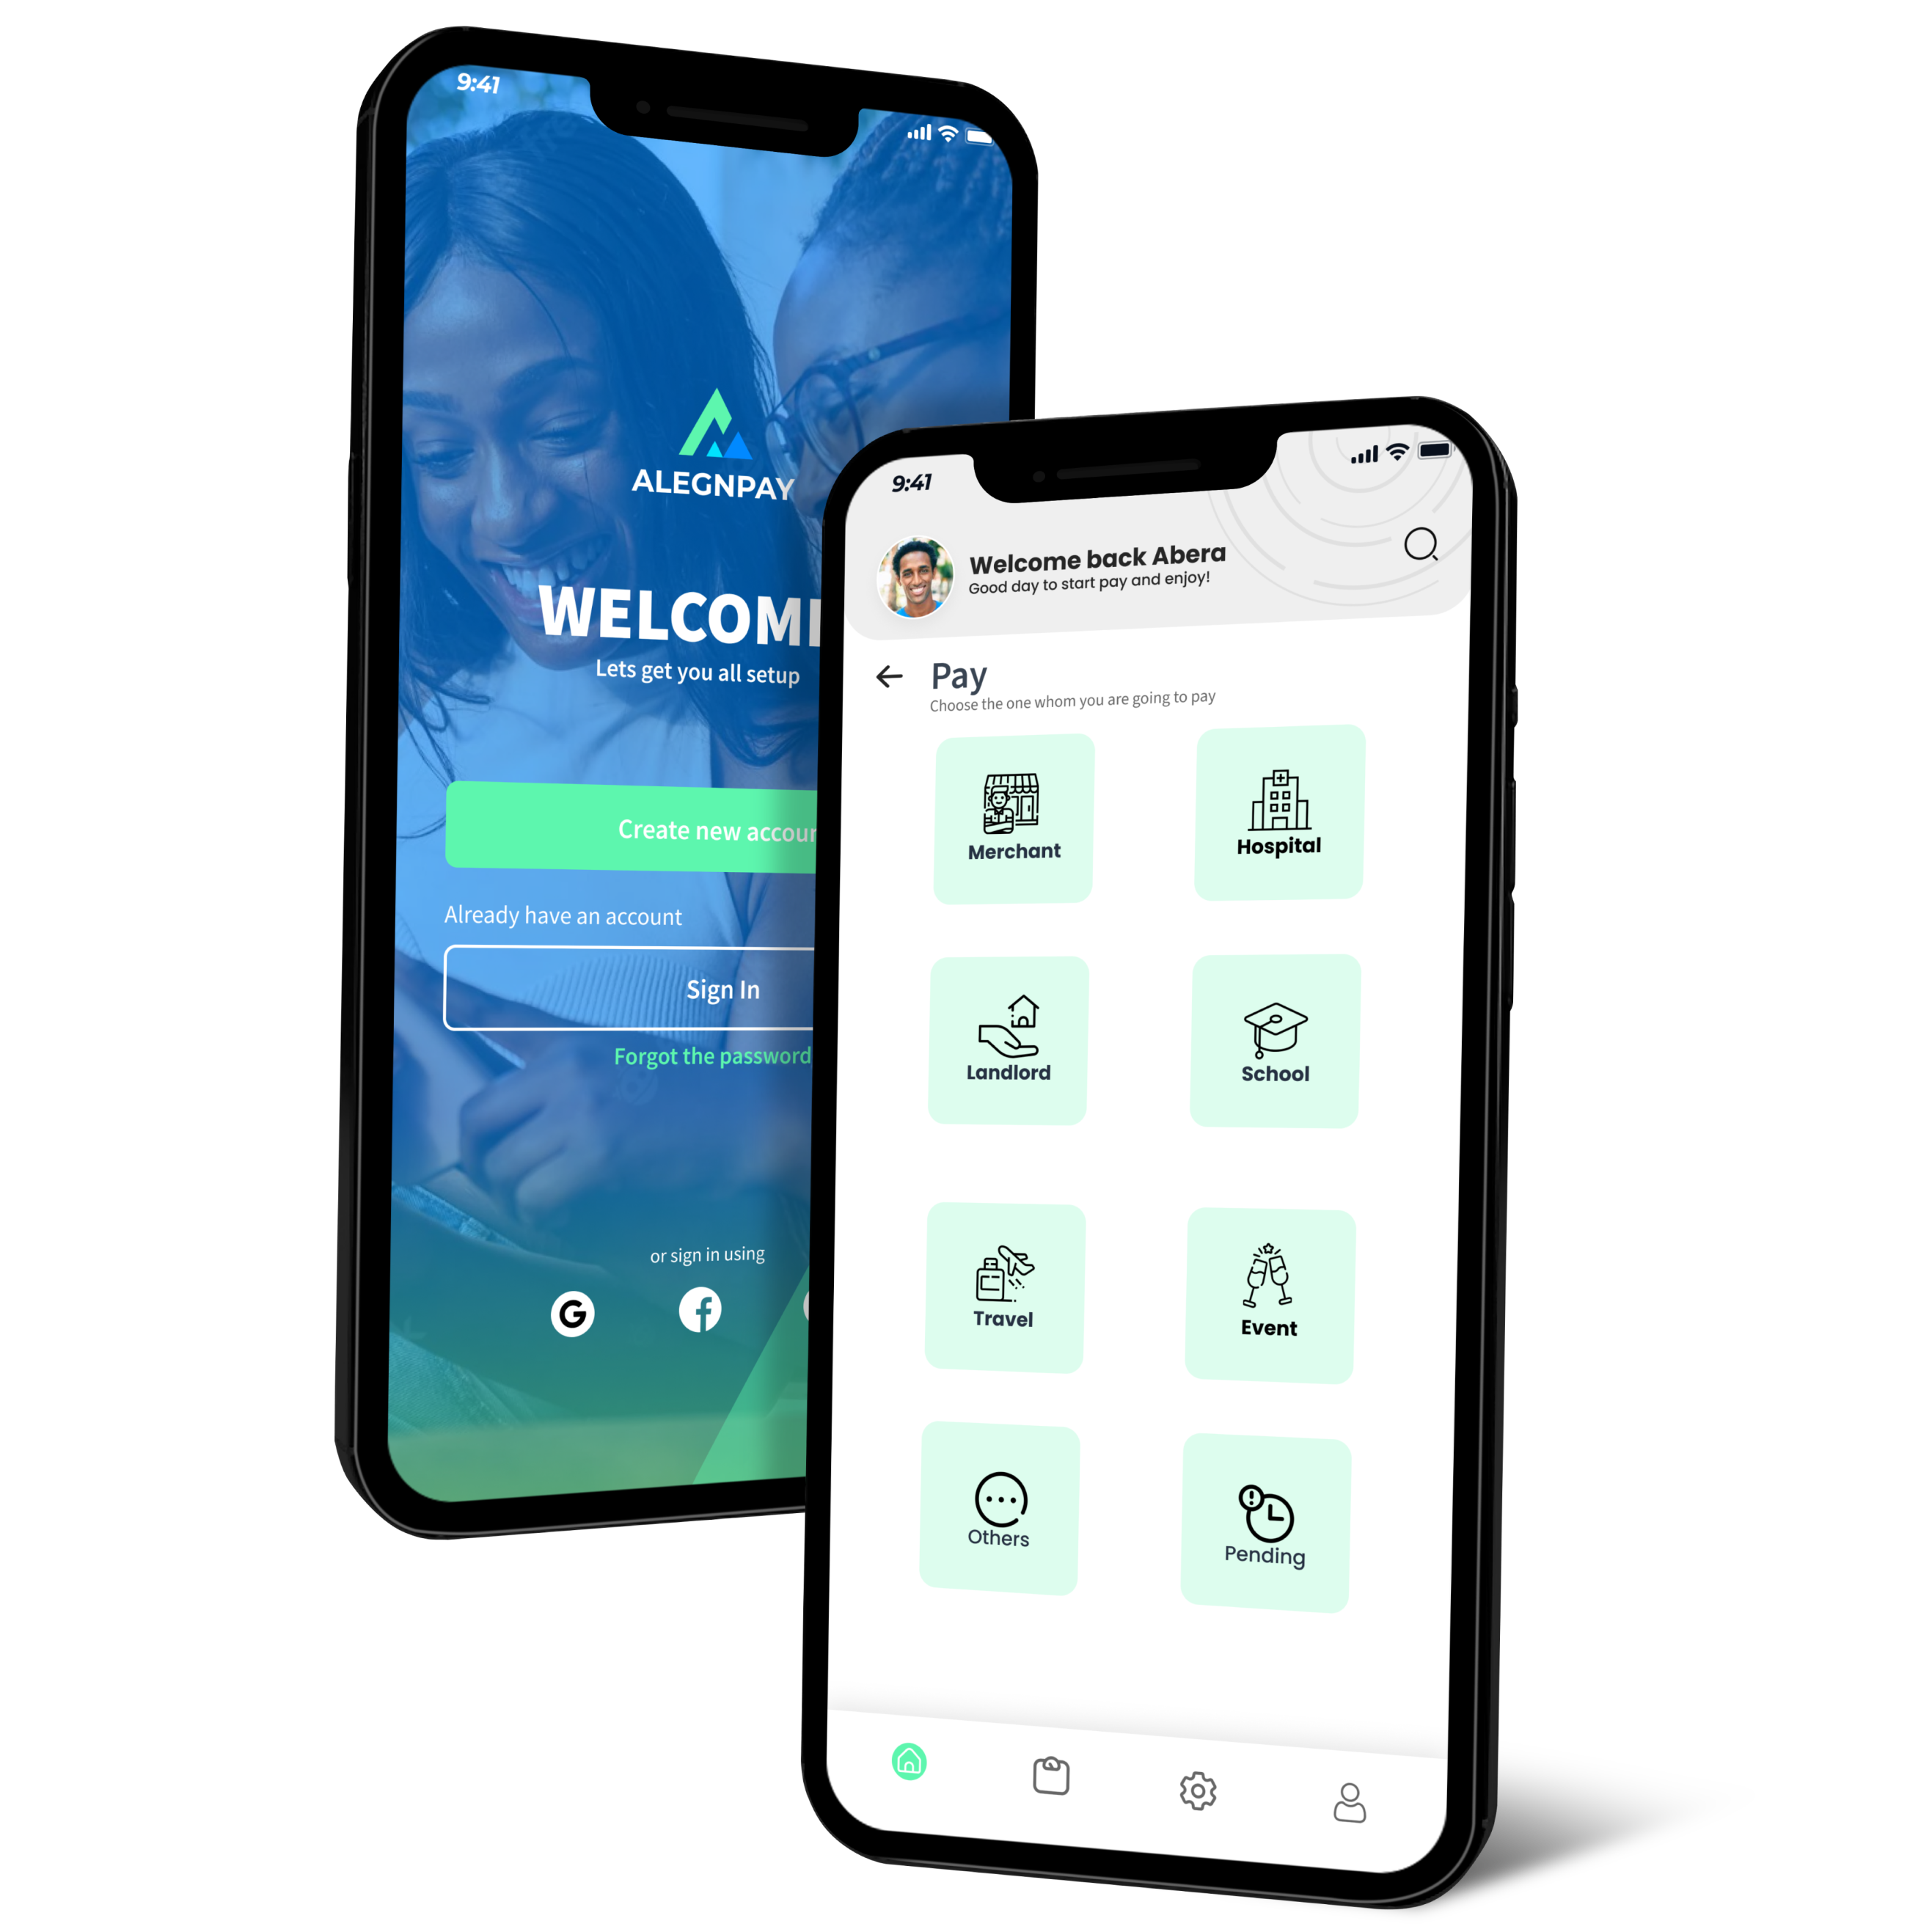 9:41
ALEGNPAY
WELCOME
Lets get you all setup
Create new accou
Already have an account
Sign In
Forgot the password
or sign in using
G
f
9:41
Welcome back Abera
Good day to start pay and enjoy!
Pay
Choose the one whom you are going to pay
Merchant
Hospital
Landlord
School
Travel
Event
Others
Pending